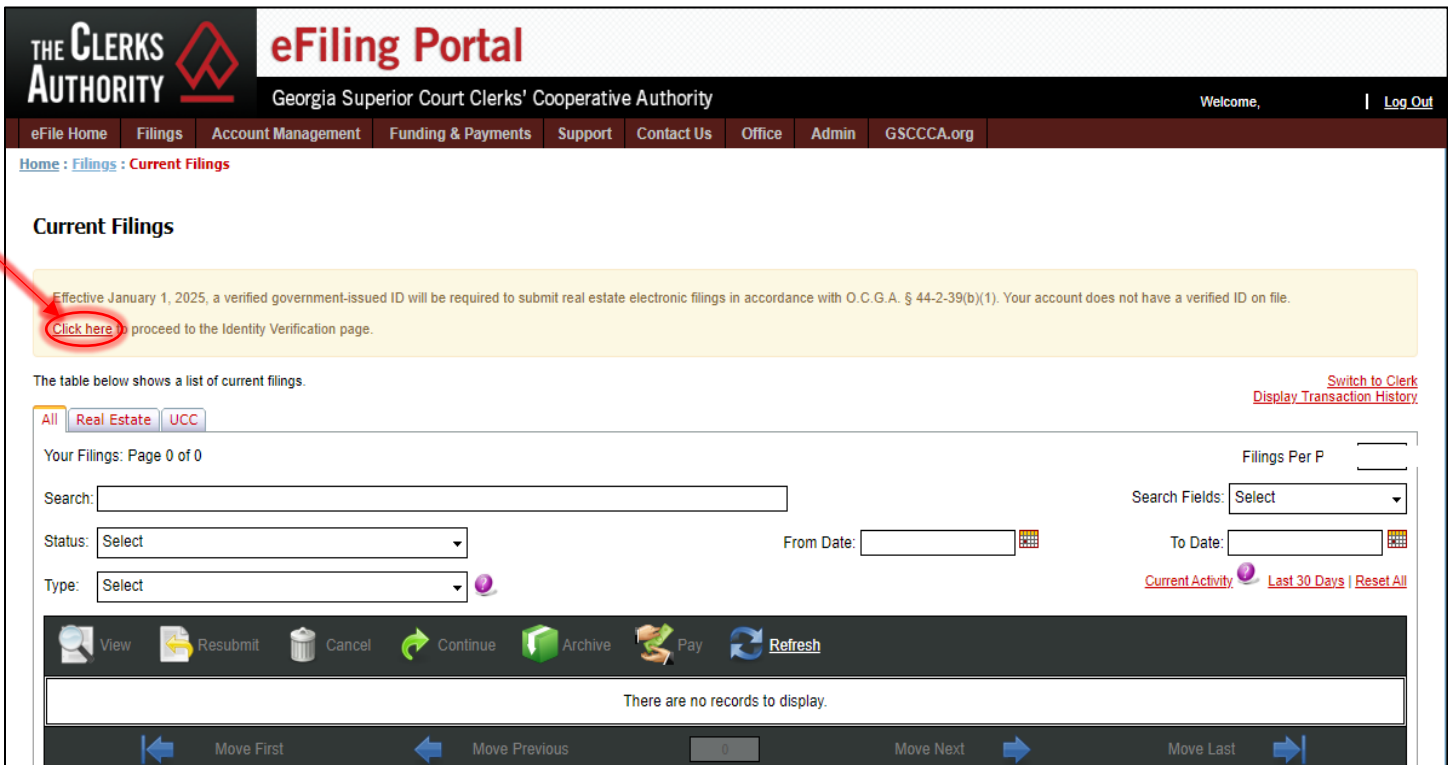 THE CLERKS
AUTHORITY
eFiling Portal
Georgia Superior Court Clerks' Cooperative Authority
Welcome, | Log Out
eFile Home Filings Account Management Funding & Payments Support Contact Us Office Admin GSCCCA.org
Home : Filings : Current Filings
Current Filings
Effective January 1, 2025, a verified government-issued ID will be required to submit real estate electronic filings in accordance with O.C.G.A. § 44-2-39(b)(1). Your account does not have a verified ID on file.
Click here to proceed to the Identity Verification page.
The table below shows a list of current filings.
Switch to Clerk
Display Transaction History
All Real Estate UCC
Your Filings: Page 0 of 0 Filings Per P
Search: Search Fields: Select
Status: Select From Date: To Date:
Type: Select ? Current Activity ? Last 30 Days | Reset All
View Resubmit Cancel Continue Archive Pay Refresh
There are no records to display.
Move First Move Previous 0 Move Next Move Last